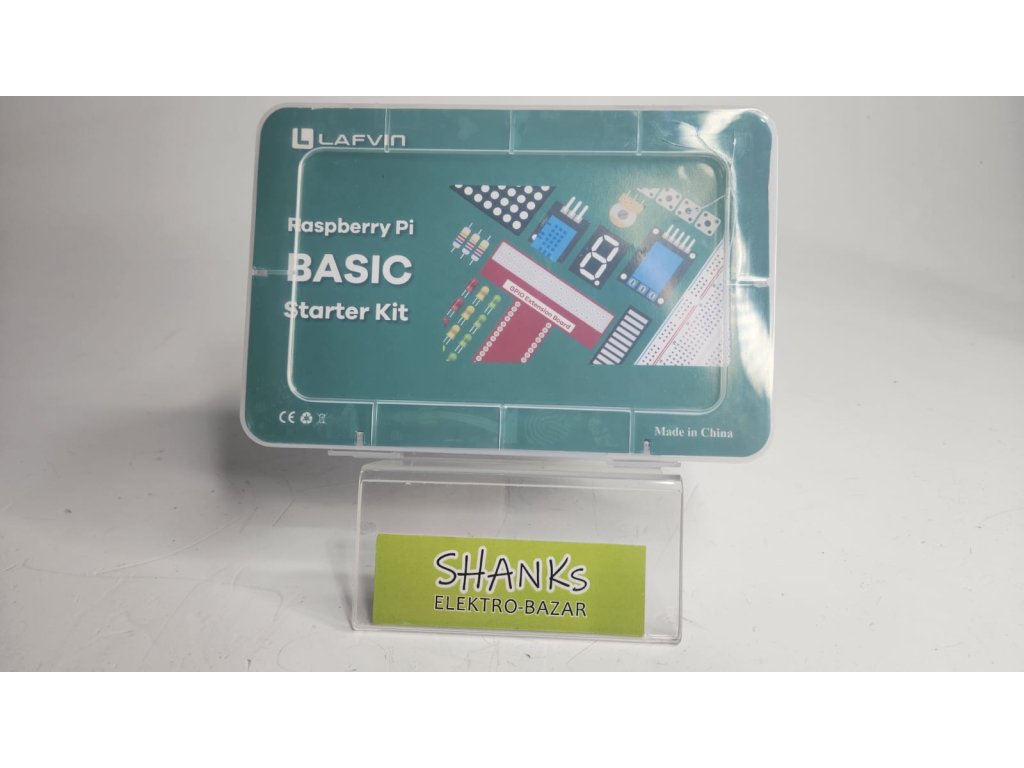 LAFVIN
Raspberry Pi
BASIC
Starter Kit
GPIO Extension Board
CE
Made in China
SHANKs
ELEKTRO-BAZAR